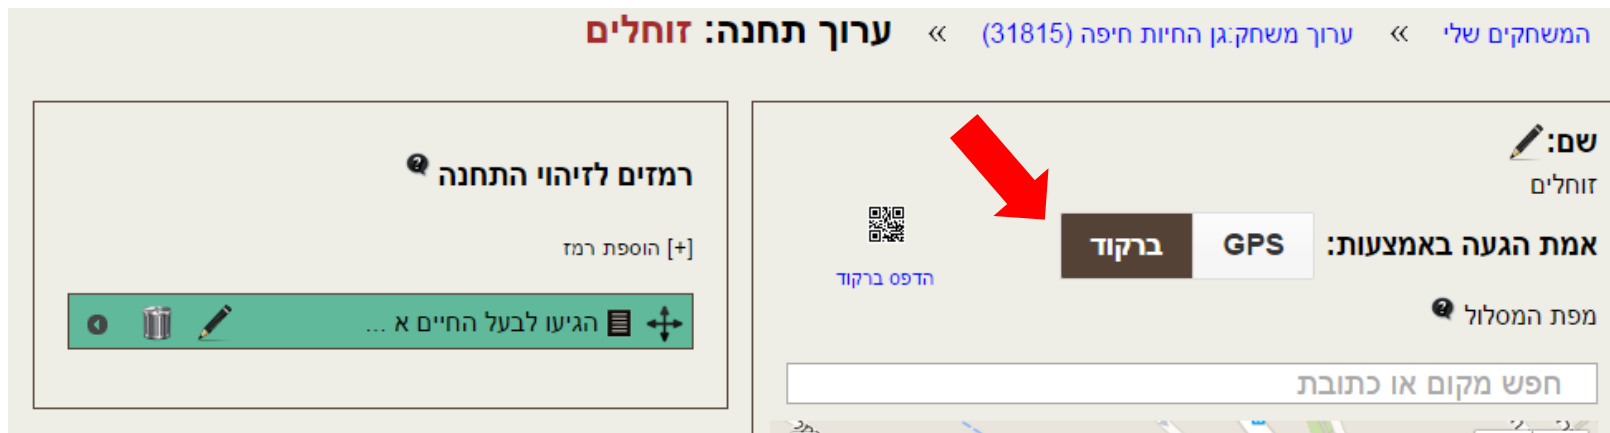 המשחקים שלי » ערוך משחק:גן החיות חיפה (31815) » ערוך תחנה: זוחלים
שם:
זוחלים
אמת הגעה באמצעות: GPS ברקוד
הדפס ברקוד
מפת המסלול ?
חפש מקום או כתובת
רמזים לזיהוי התחנה ?
[+] הוספת רמז
הגיעו לבעל החיים א ...